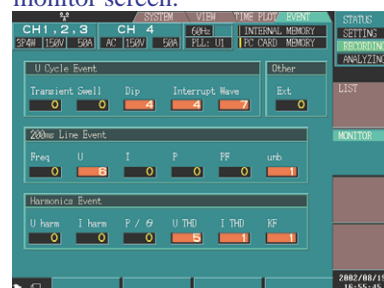 monitor screen.
SYSTEM VIEW TIME PLOT EVENT STATUS
CH1,2,3 CH 4 60Hz INTERNAL MEMORY SETTING
3P4W 150V 50A AC 150V 50A PLL: U1 PC CARD MEMORY RECORDING
ANALYZING
U Cycle Event Other
LIST
Transient Swell Dip Interrupt Wave Ext
0 0 4 4 7 0
200ms Line Event MONITOR
Freq U I P PF unb
0 6 0 0 0 1
Harmonics Event
U harm I harm P / θ U THD I THD KF
0 0 0 5 1 1
2002/08/19
16:55:45